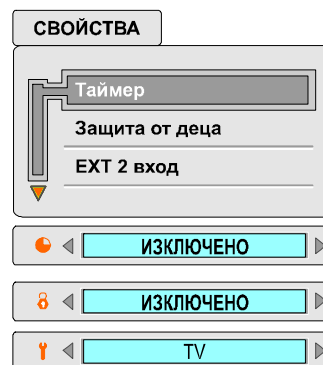 СВОЙСТВА
Таймер
Защита от деца
EXT 2 вход
ИЗКЛЮЧЕНО
ИЗКЛЮЧЕНО
TV